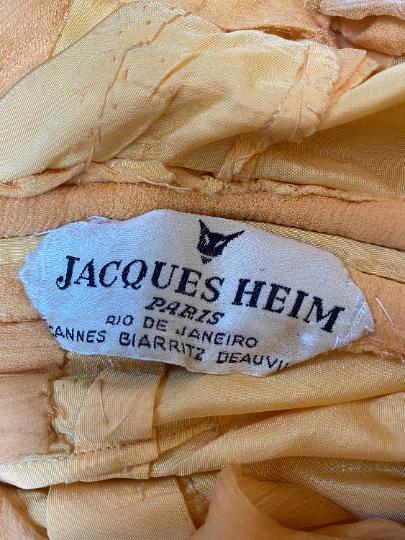 JACQUES HEIM
PARIS
RIO DE JANEIRO
CANNES BIARRITZ DEAUVI